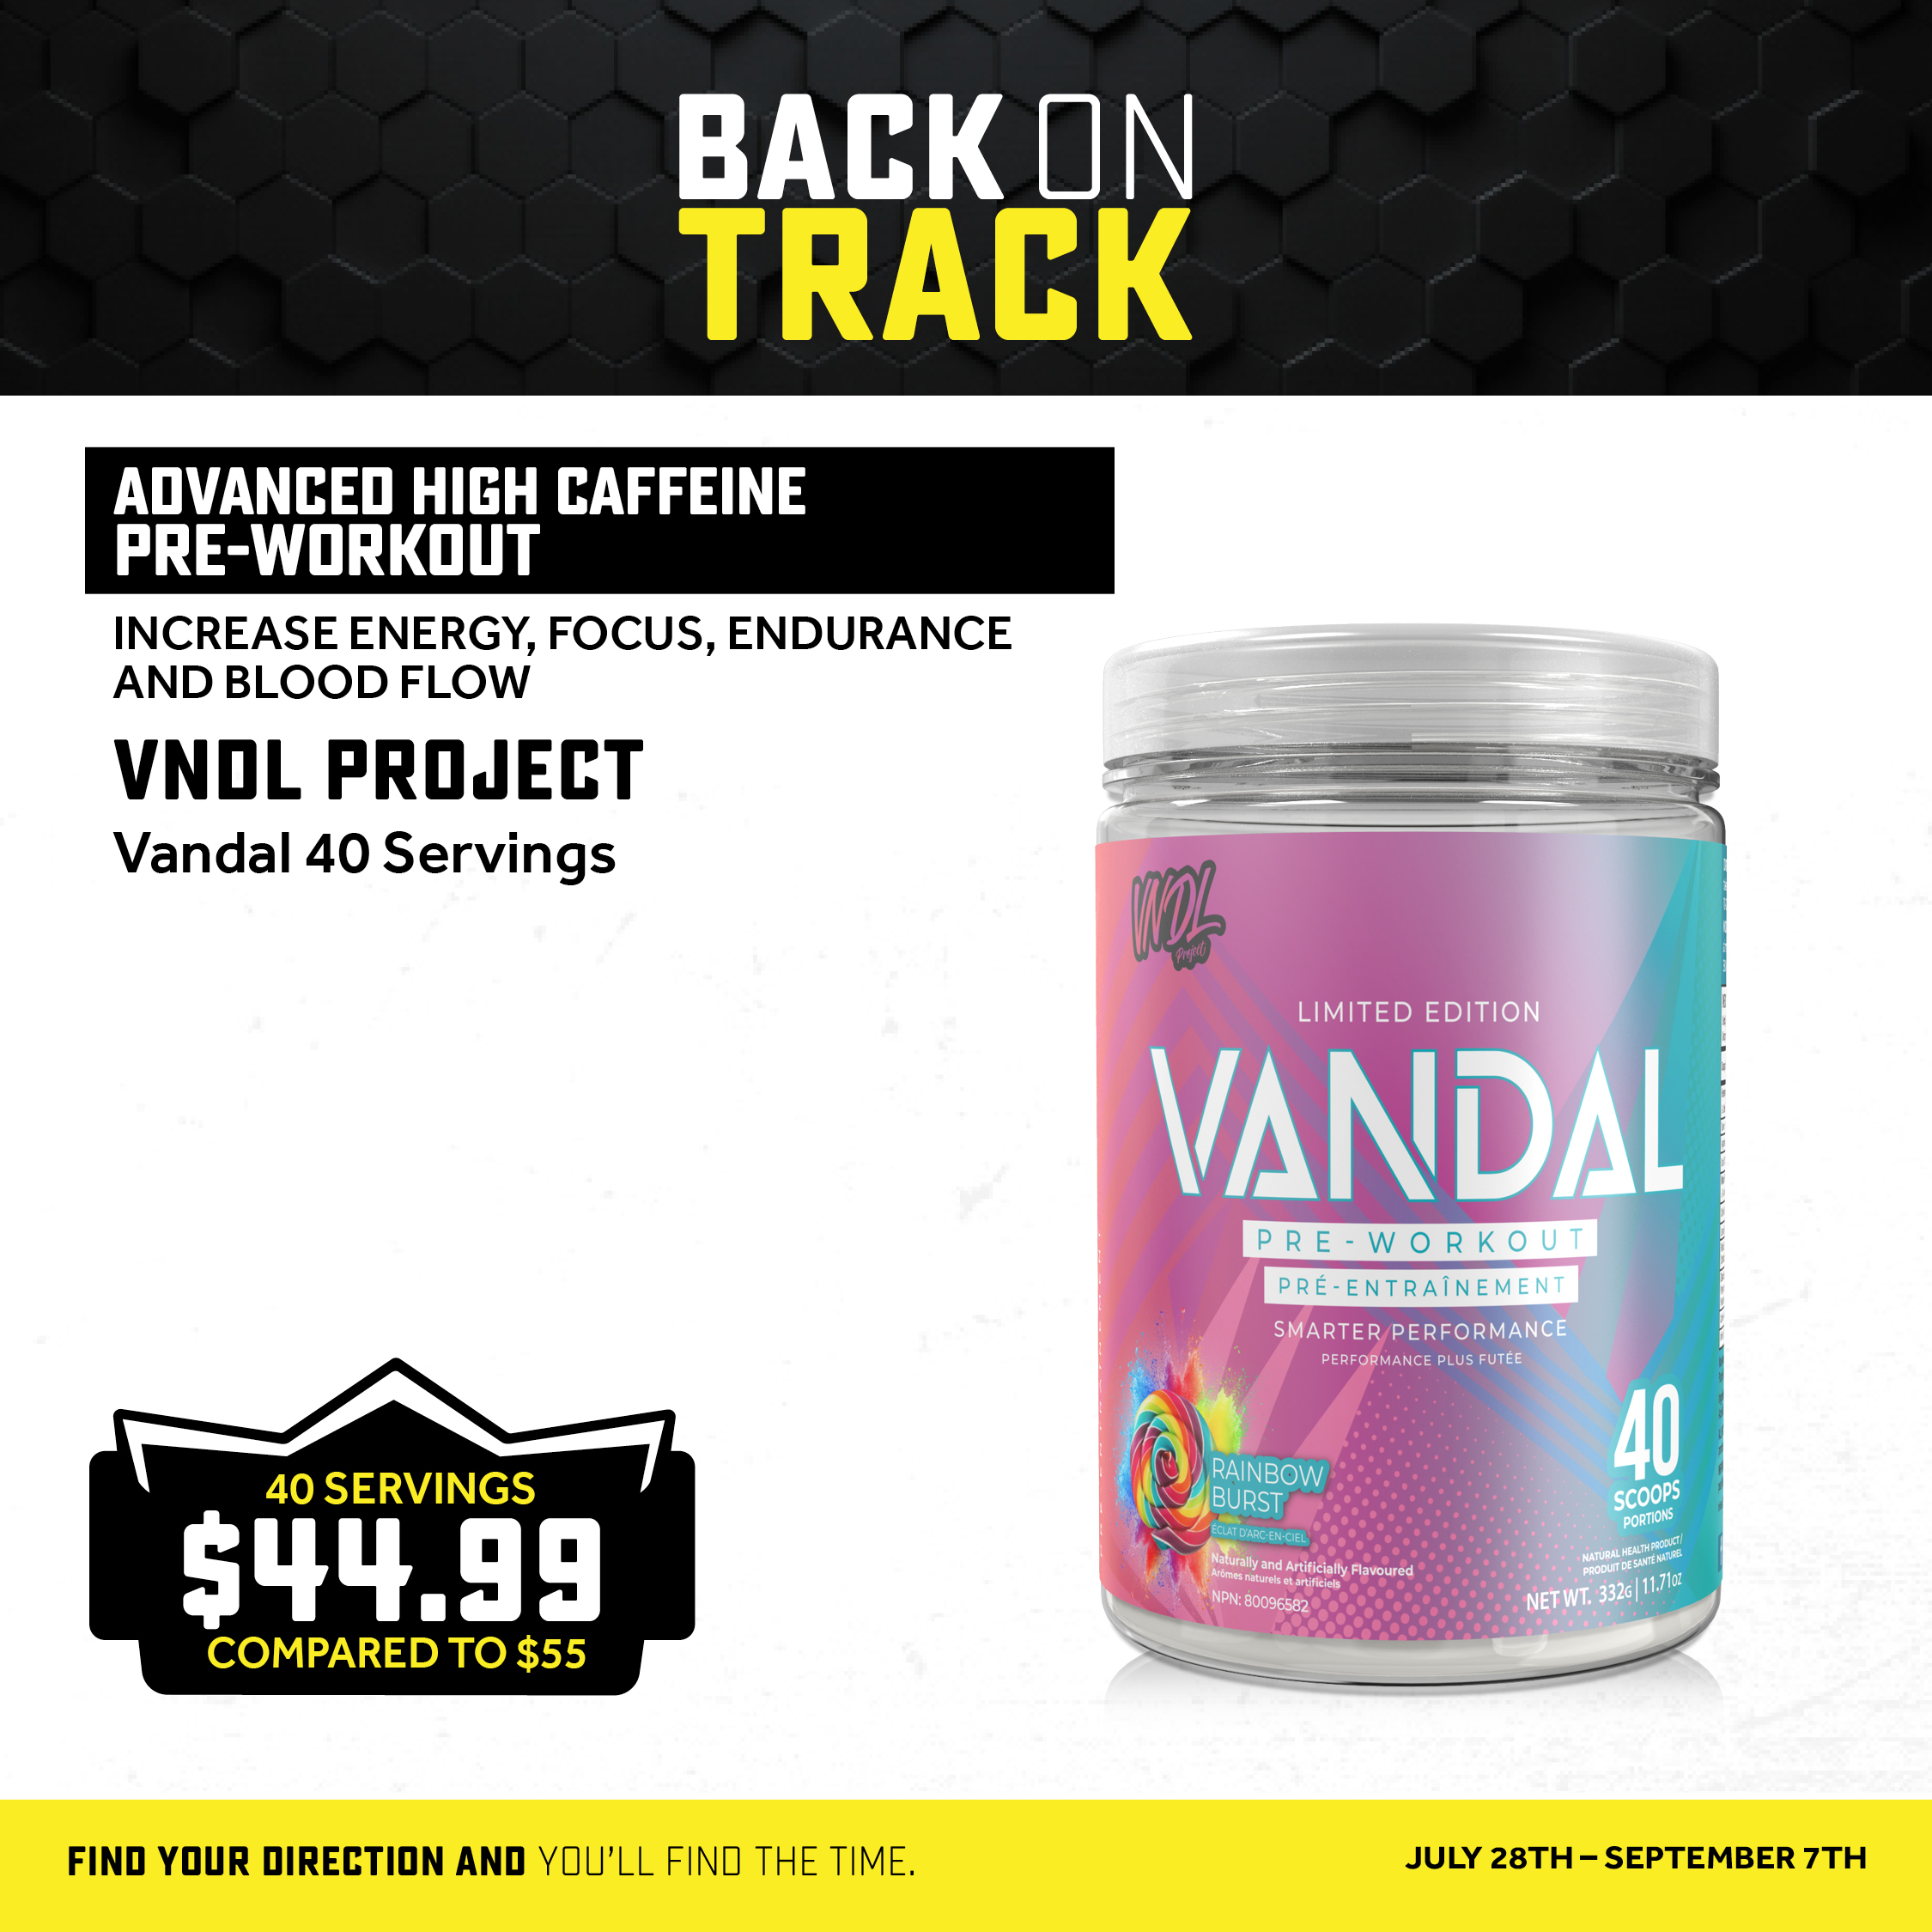 BACK ON
TRACK
ADVANCED HIGH CAFFEINE
PRE-WORKOUT
INCREASE ENERGY, FOCUS, ENDURANCE
AND BLOOD FLOW
VNDL PROJECT
Vandal 40 Servings
VNDL
Project
LIMITED EDITION
VANDAL
PRE-WORKOUT
PRÉ-ENTRAÎNEMENT
SMARTER PERFORMANCE
PERFORMANCE PLUS FUTÉE
RAINBOW
BURST
ÉCLAT D'ARC-EN-CIEL
Naturally and Artificially Flavoured
Arômes naturels et artificiels
NPN: 80096582
40
SCOOPS
PORTIONS
NATURAL HEALTH PRODUCT/
PRODUIT DE SANTÉ NATUREL
NET WT. 332G | 11.71oz
40 SERVINGS
$44.99
COMPARED TO $55
FIND YOUR DIRECTION AND YOU'LL FIND THE TIME.
JULY 28TH – SEPTEMBER 7TH